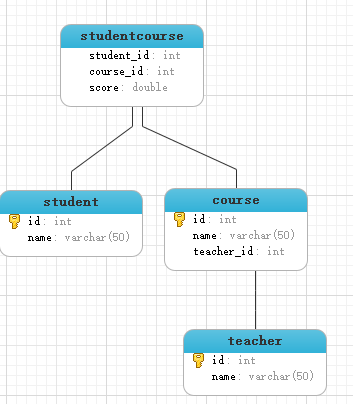 studentcourse
student_id: int
course_id: int
score: double
student
id: int
name: varchar(50)
course
id: int
name: varchar(50)
teacher_id: int
teacher
id: int
name: varchar(50)